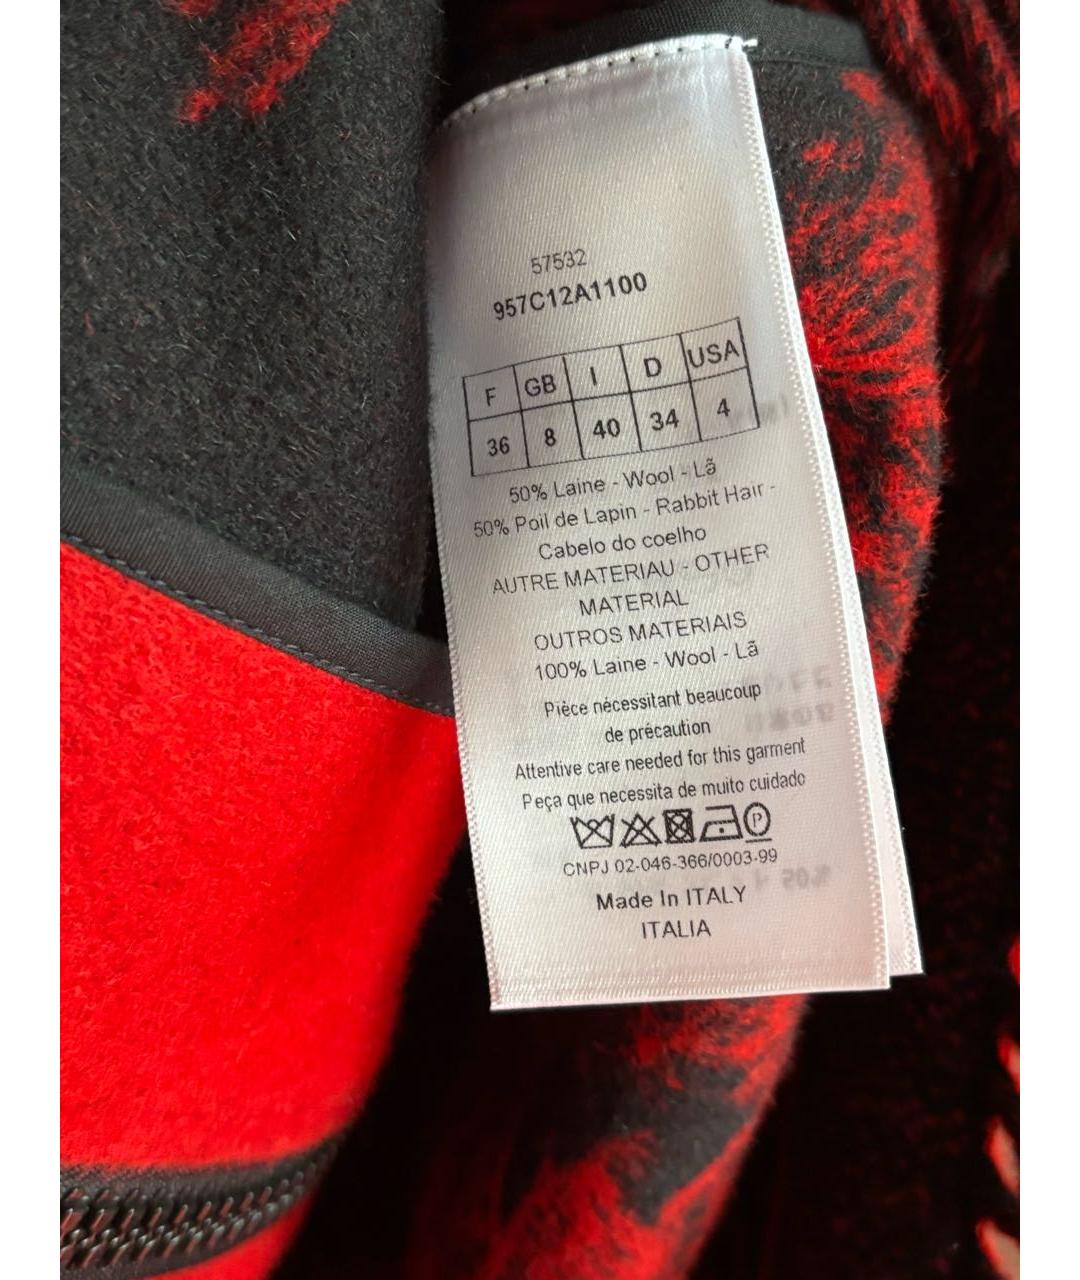 57532
957C12A1100
F GB I D USA
36 8 40 34 4
50% Laine - Wool - Lã
50% Poil de Lapin - Rabbit Hair -
Cabelo do coelho
AUTRE MATERIAU - OTHER
MATERIAL
OUTROS MATERIAIS
100% Laine - Wool - Lã
Pièce nécessitant beaucoup
de précaution
Attentive care needed for this garment
Peça que necessita de muito cuidado
P
CNPJ 02-046-366/0003-99
Made In ITALY
ITALIA